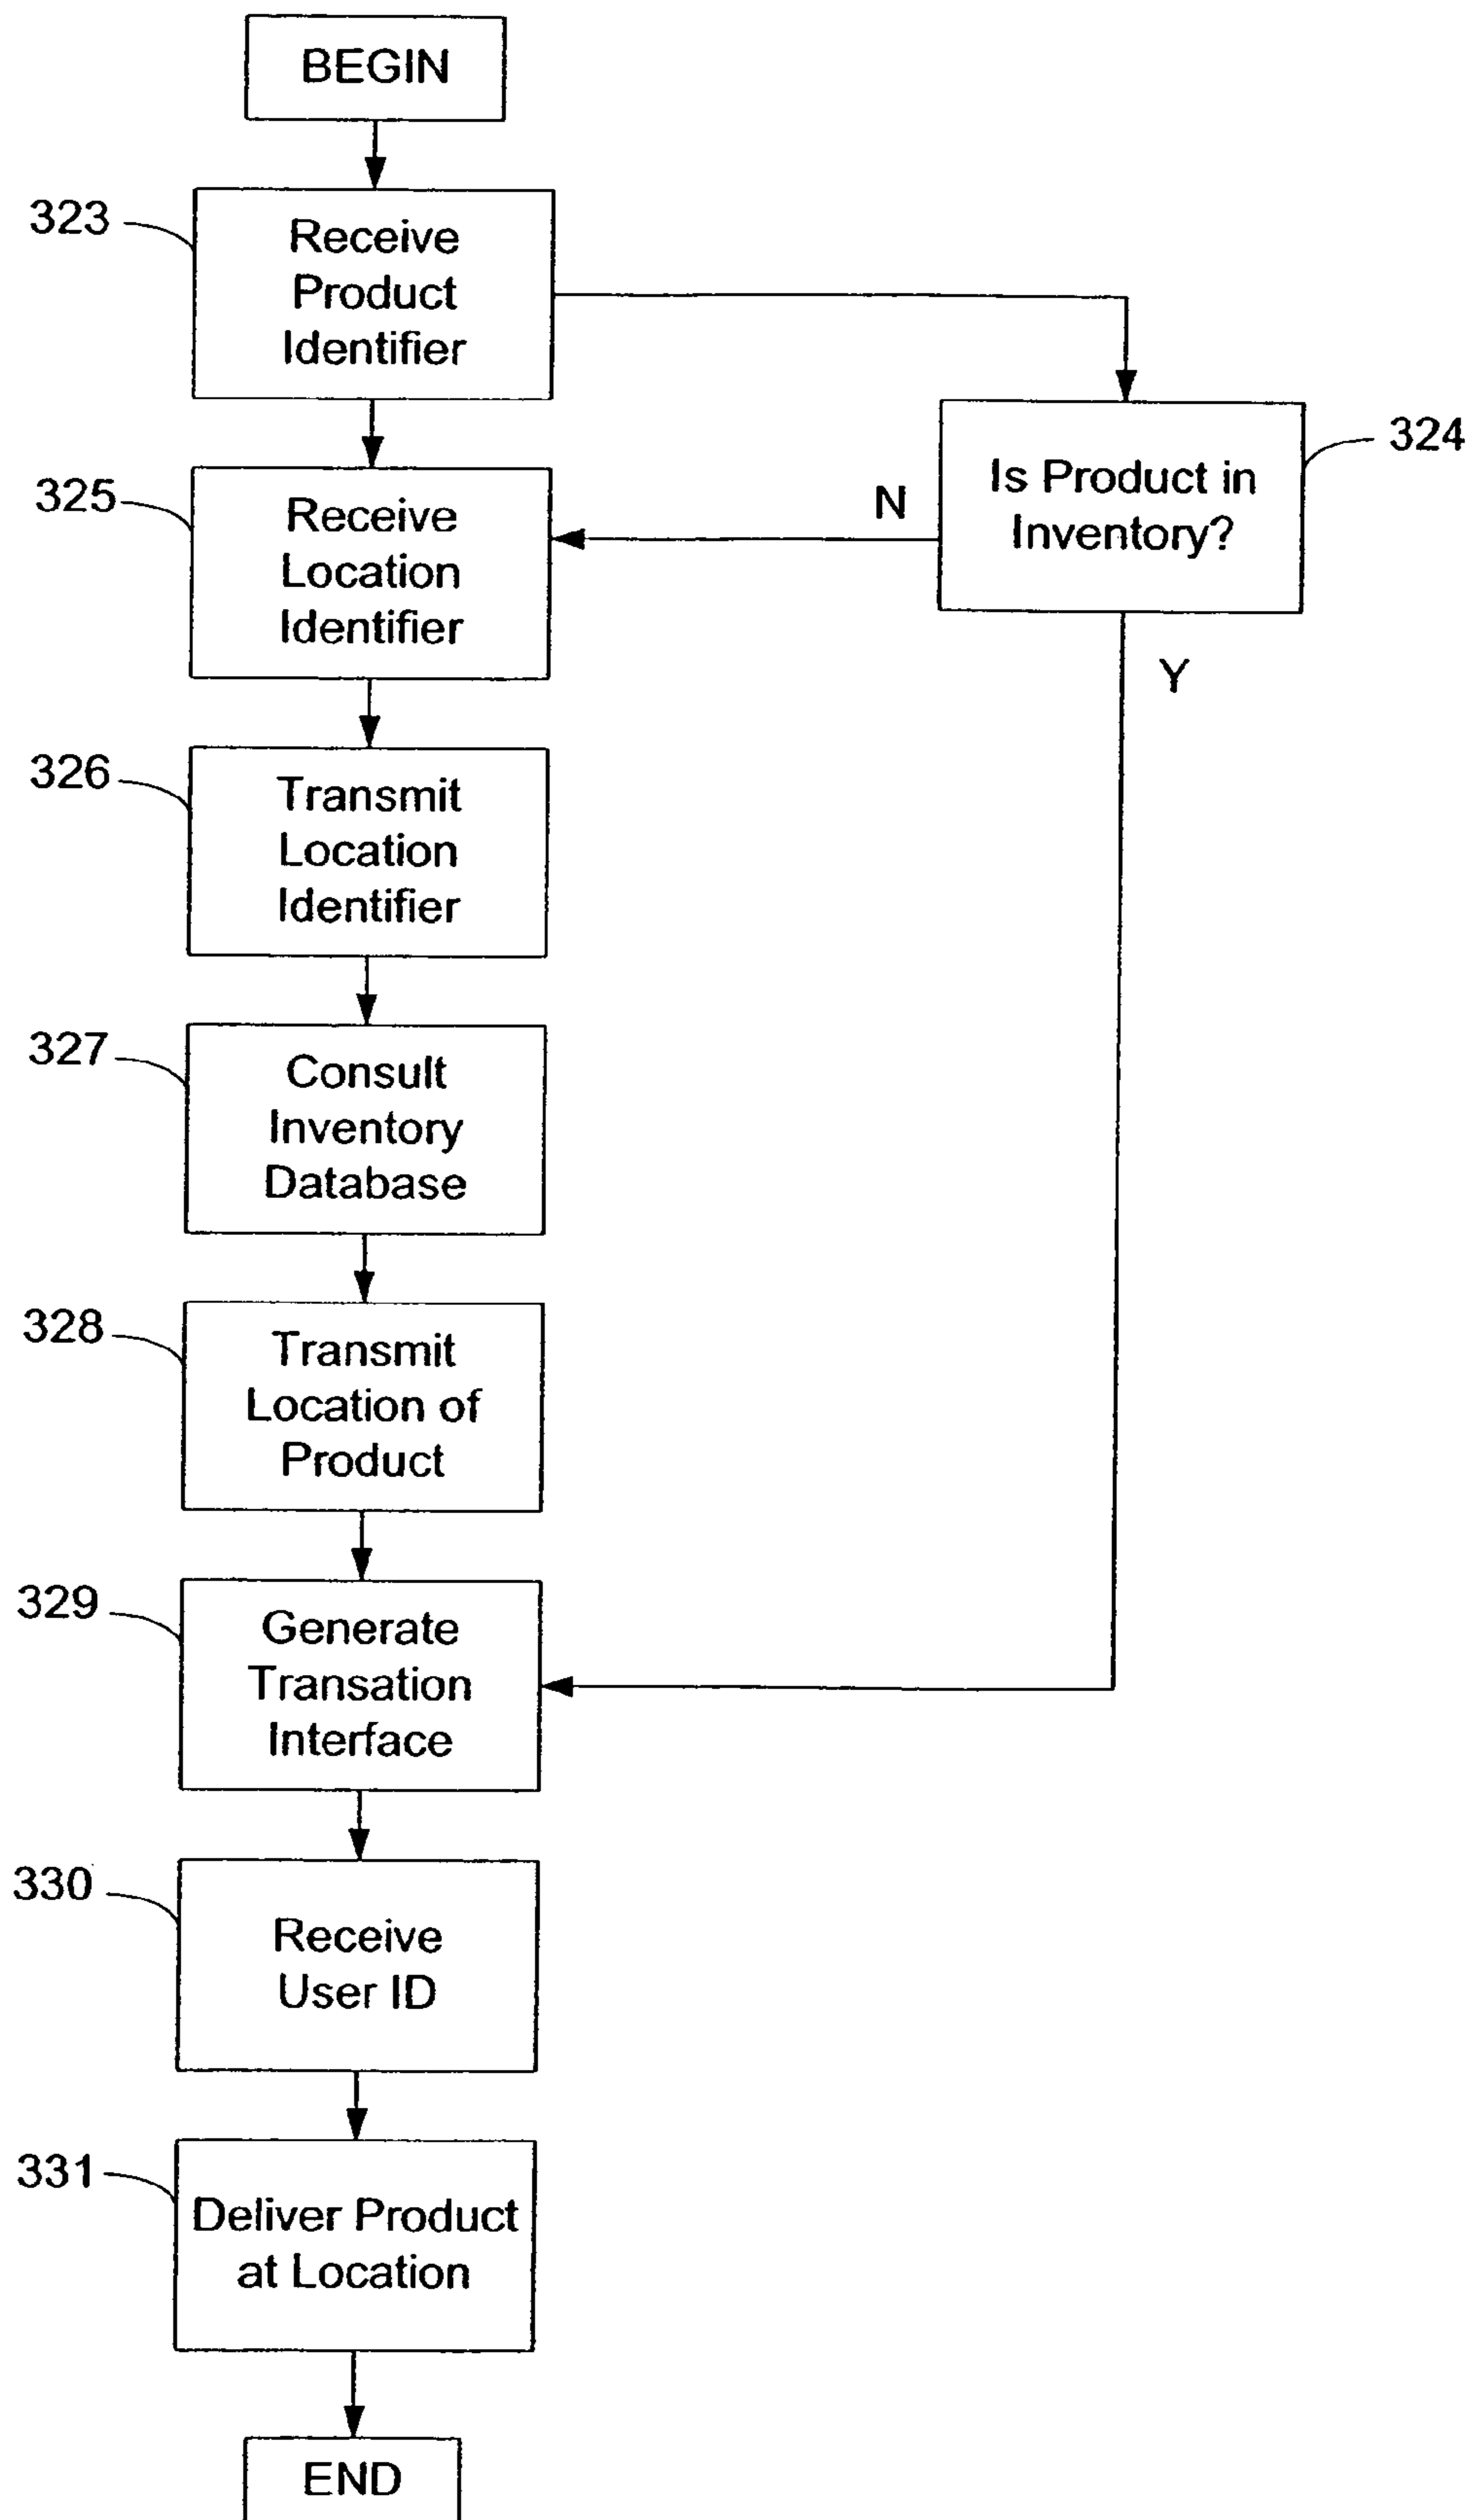 BEGIN
323
Receive
Product
Identifier
324
Is Product in
Inventory?
N
Y
325
Receive
Location
Identifier
326
Transmit
Location
Identifier
327
Consult
Inventory
Database
328
Transmit
Location of
Product
329
Generate
Transation
Interface
330
Receive
User ID
331
Deliver Product
at Location
END